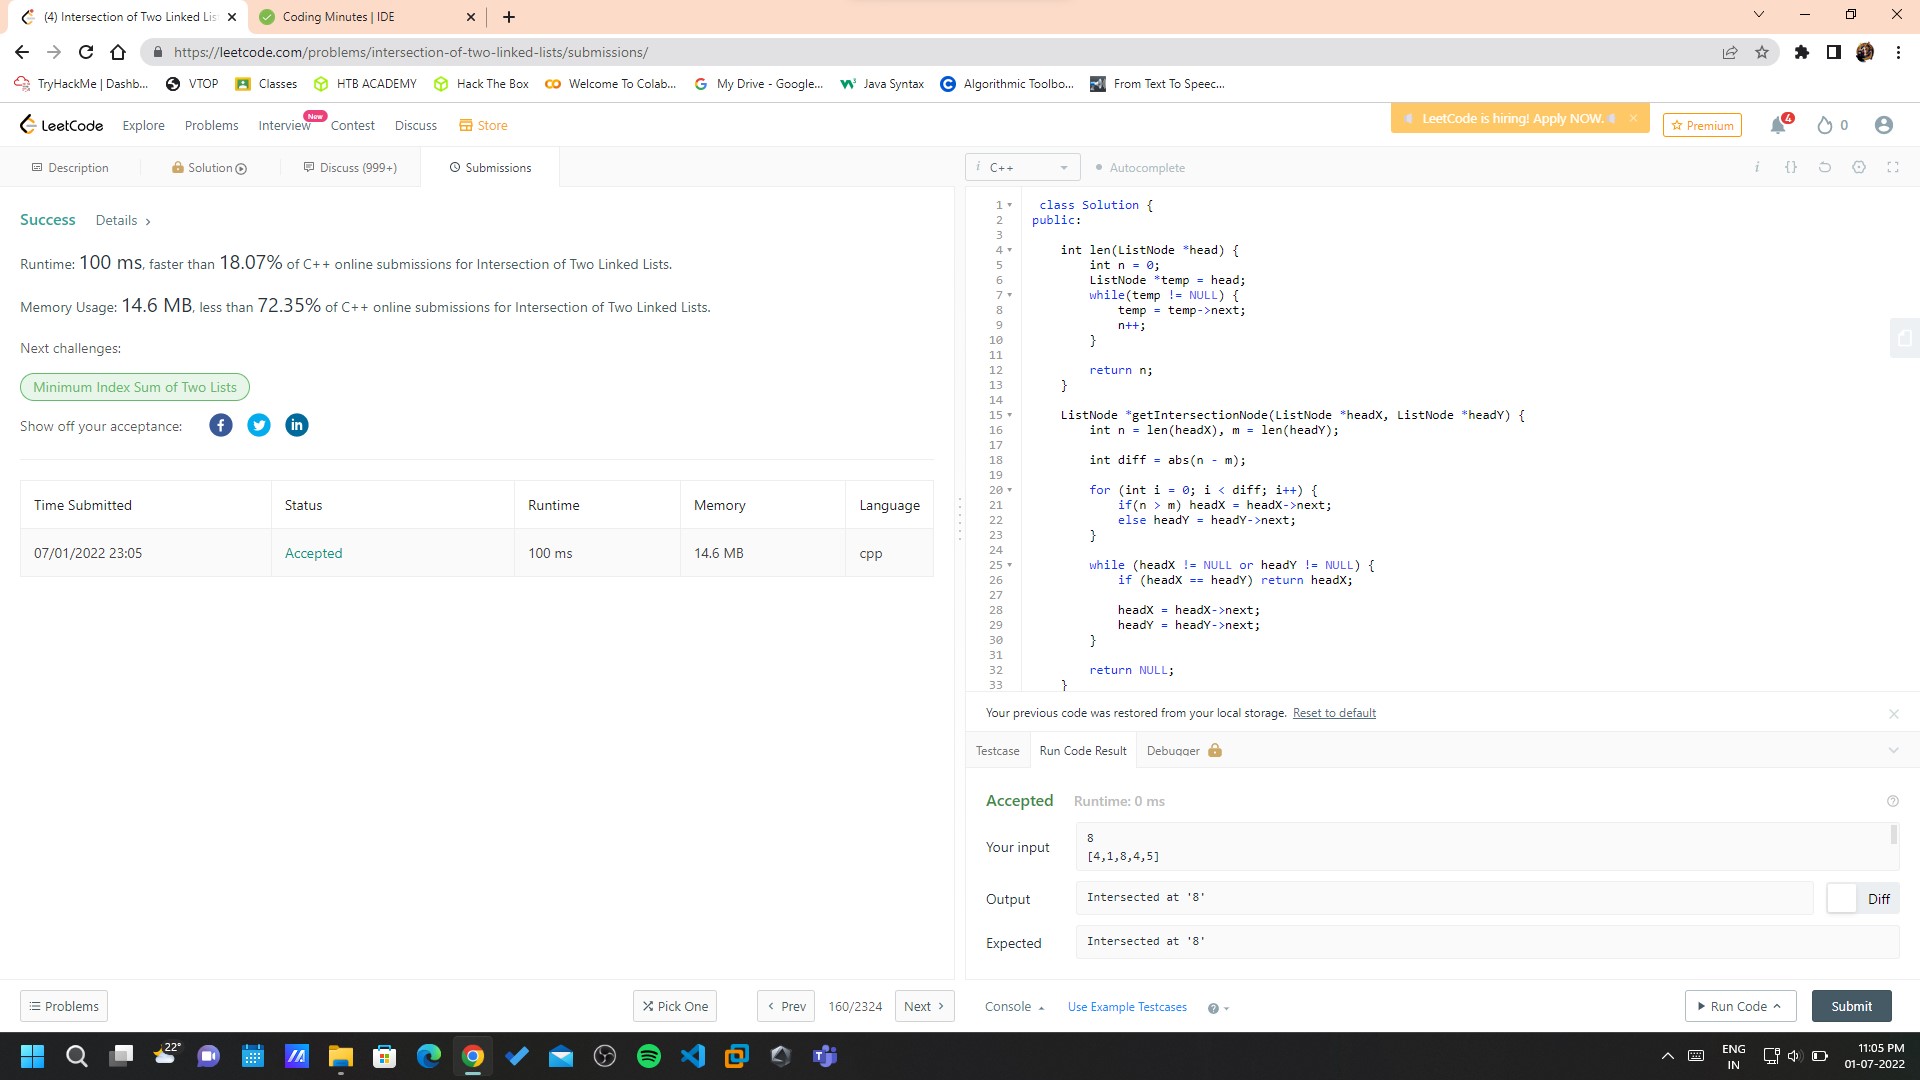 (4) Intersection of Two Linked Lis
Coding Minutes | IDE
https://leetcode.com/problems/intersection-of-two-linked-lists/submissions/
TryHackMe | Dashb...
VTOP
Classes
HTB ACADEMY
Hack The Box
Welcome To Colab...
My Drive - Google...
Java Syntax
Algorithmic Toolbo...
From Text To Speec...
LeetCode
Explore
Problems
Interview
New
Contest
Discuss
Store
LeetCode is hiring! Apply NOW.
Premium
4
0
Description
Solution
Discuss (999+)
Submissions
i C++
Autocomplete
i
{}
Success Details
Runtime: 100 ms, faster than 18.07% of C++ online submissions for Intersection of Two Linked Lists.
Memory Usage: 14.6 MB, less than 72.35% of C++ online submissions for Intersection of Two Linked Lists.
Next challenges:
Minimum Index Sum of Two Lists
Show off your acceptance:
f
in
Time Submitted Status Runtime Memory Language
07/01/2022 23:05 Accepted 100 ms 14.6 MB cpp
1 class Solution {
2 public:
3
4 int len(ListNode *head) {
5 int n = 0;
6 ListNode *temp = head;
7 while(temp != NULL) {
8 temp = temp->next;
9 n++;
10 }
11
12 return n;
13 }
14
15 ListNode *getIntersectionNode(ListNode *headX, ListNode *headY) {
16 int n = len(headX), m = len(headY);
17
18 int diff = abs(n - m);
19
20 for (int i = 0; i < diff; i++) {
21 if(n > m) headX = headX->next;
22 else headY = headY->next;
23 }
24
25 while (headX != NULL or headY != NULL) {
26 if (headX == headY) return headX;
27
28 headX = headX->next;
29 headY = headY->next;
30 }
31
32 return NULL;
33 }
Your previous code was restored from your local storage. Reset to default
Testcase
Run Code Result
Debugger
Accepted Runtime: 0 ms
Your input
8
[4,1,8,4,5]
Output
Intersected at '8'
Diff
Expected
Intersected at '8'
Problems
Pick One
Prev
160/2324
Next
Console
Use Example Testcases
Run Code
Submit
22°
ENG
IN
11:05 PM
01-07-2022